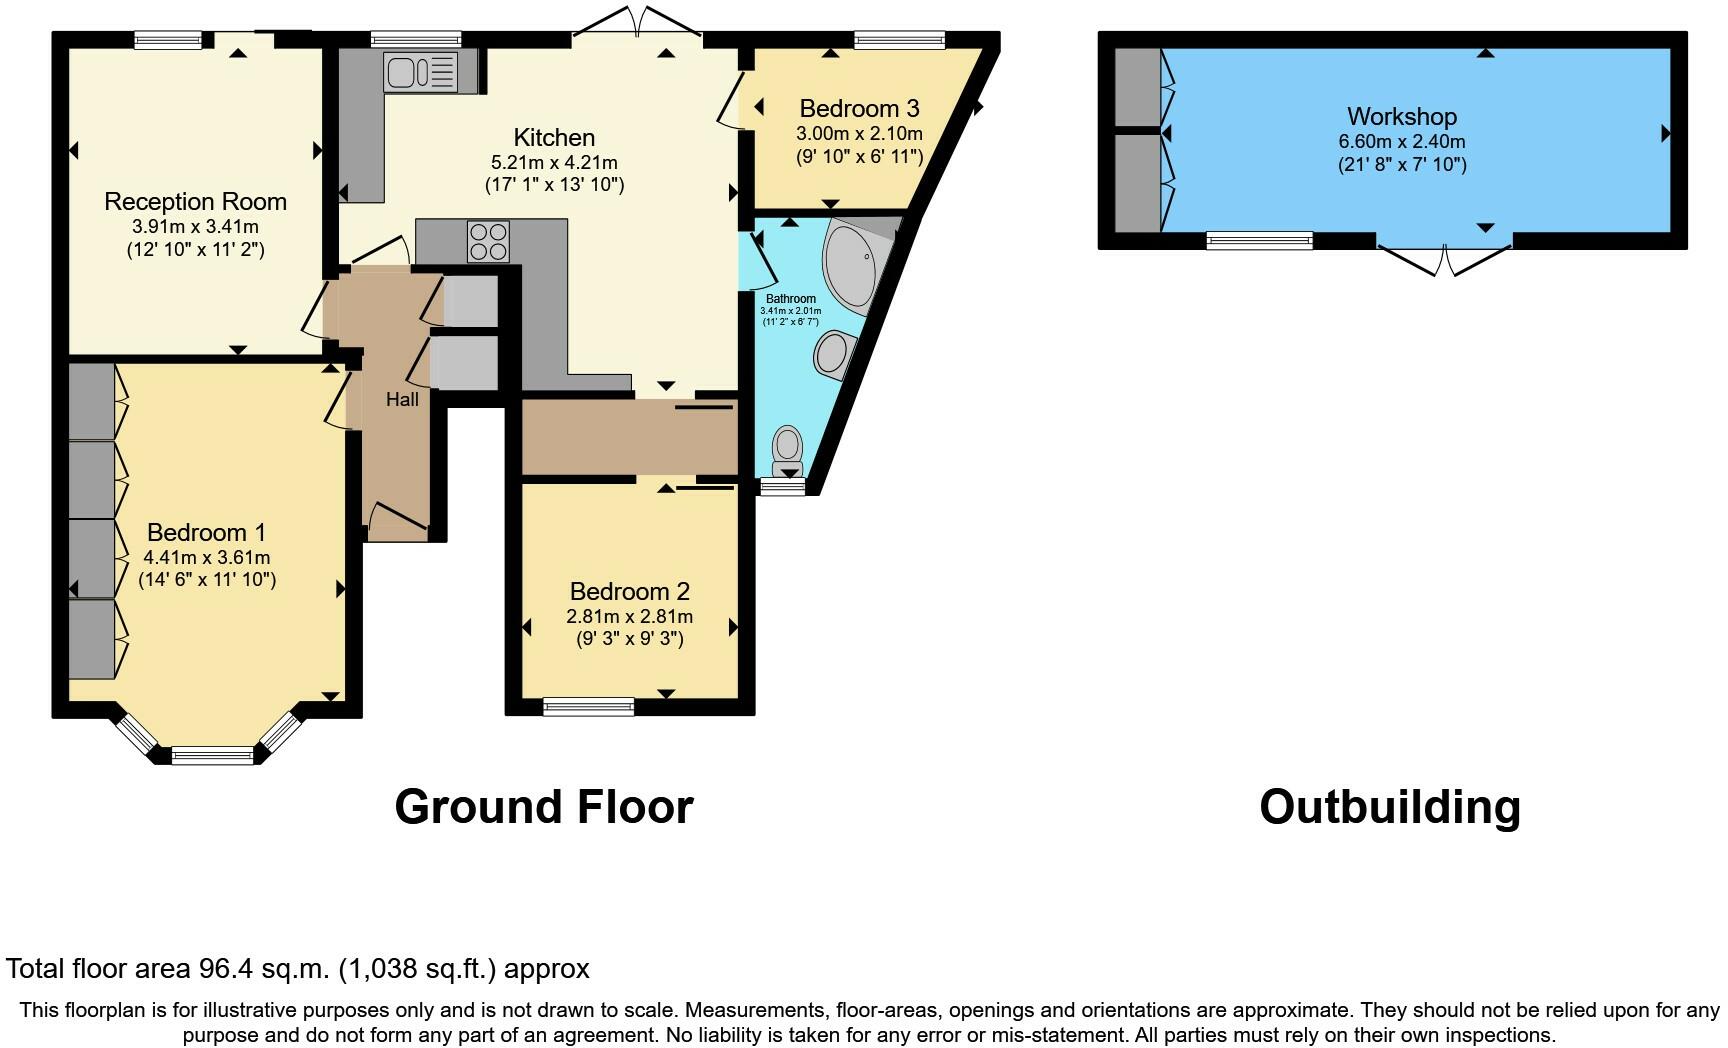 Reception Room
3.91m x 3.41m
(12' 10" x 11' 2")
Kitchen
5.21m x 4.21m
(17' 1" x 13' 10")
Bedroom 3
3.00m x 2.10m
(9' 10" x 6' 11")
Workshop
6.60m x 2.40m
(21' 8" x 7' 10")
Bathroom
3.41m x 2.01m
(11' 2" x 6' 7")
Hall
Bedroom 1
4.41m x 3.61m
(14' 6" x 11' 10")
Bedroom 2
2.81m x 2.81m
(9' 3" x 9' 3")
Ground Floor
Outbuilding
Total floor area 96.4 sq.m. (1,038 sq.ft.) approx
This floorplan is for illustrative purposes only and is not drawn to scale. Measurements, floor-areas, openings and orientations are approximate. They should not be relied upon for any
purpose and do not form any part of an agreement. No liability is taken for any error or mis-statement. All parties must rely on their own inspections.